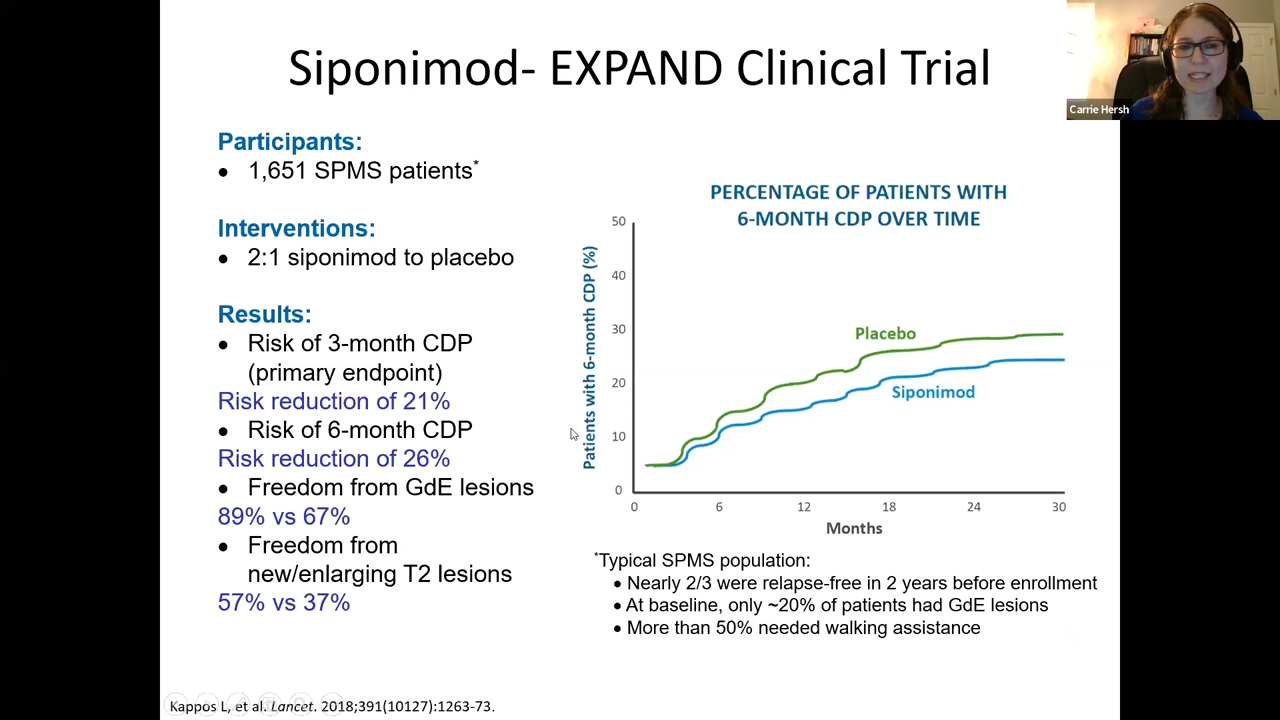 Siponimod- EXPAND Clinical Trial
Carrie Hersh
Participants:
• 1,651 SPMS patients*
Interventions:
• 2:1 siponimod to placebo
Results:
• Risk of 3-month CDP
(primary endpoint)
Risk reduction of 21%
• Risk of 6-month CDP
Risk reduction of 26%
• Freedom from GdE lesions
89% vs 67%
• Freedom from
new/enlarging T2 lesions
57% vs 37%
PERCENTAGE OF PATIENTS WITH
6-MONTH CDP OVER TIME
Patients with 6-month CDP (%)
50
40
30
20
10
0
Placebo
Siponimod
0 6 12 18 24 30
Months
*Typical SPMS population:
• Nearly 2/3 were relapse-free in 2 years before enrollment
• At baseline, only ~20% of patients had GdE lesions
• More than 50% needed walking assistance
Kappos L, et al. Lancet. 2018;391(10127):1263-73.